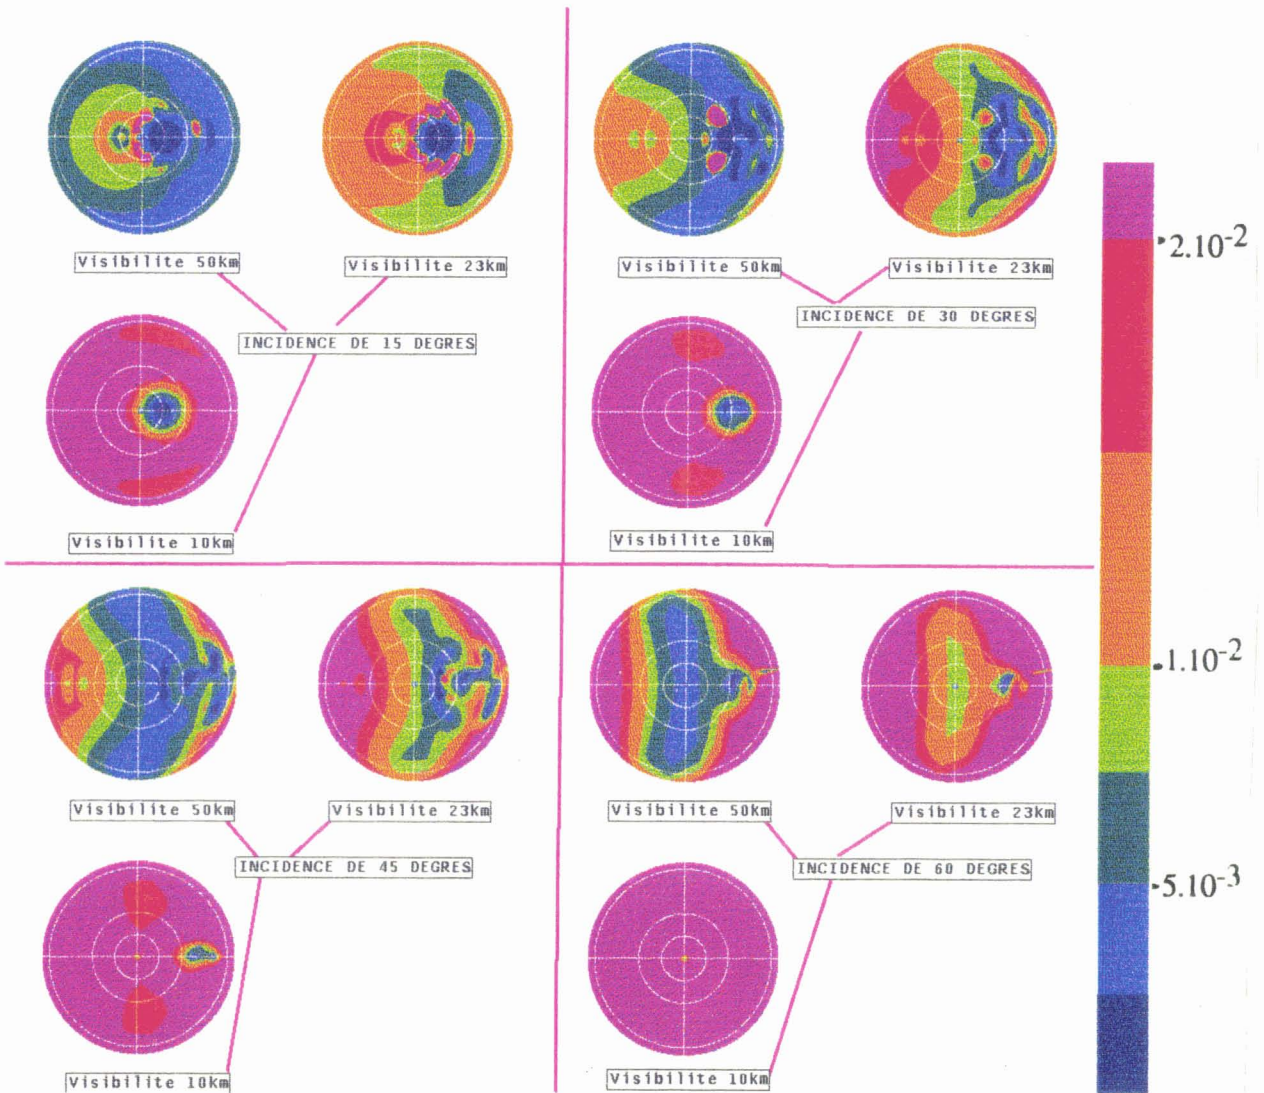 Visibilite 50km
Visibilite 23km
INCIDENCE DE 15 DEGRES
Visibilite 10km
Visibilite 50km
Visibilite 23km
INCIDENCE DE 30 DEGRES
Visibilite 10km
Visibilite 50km
Visibilite 23km
INCIDENCE DE 45 DEGRES
Visibilite 10km
Visibilite 50km
Visibilite 23km
INCIDENCE DE 60 DEGRES
Visibilite 10km
2.10⁻²
1.10⁻²
5.10⁻³